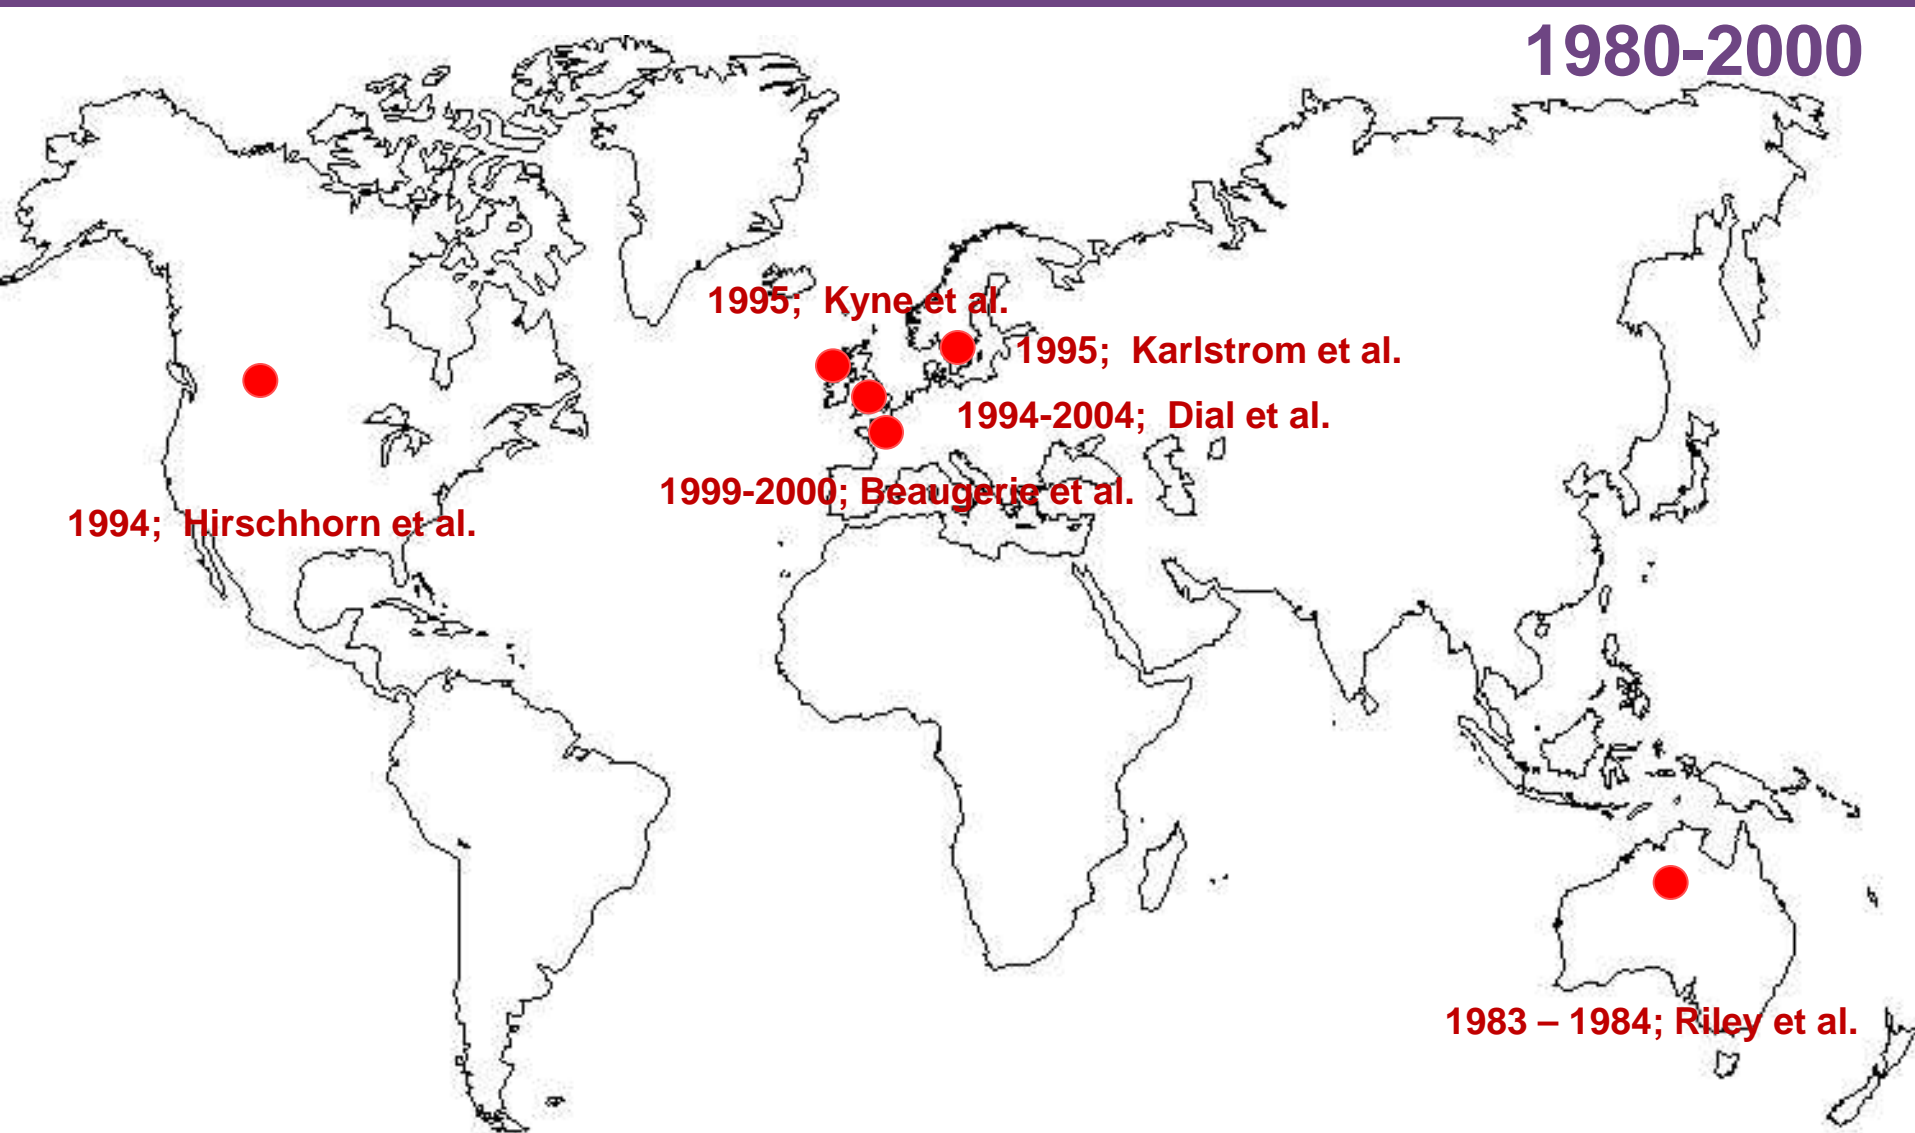 1980-2000
1995; Kyne et al.
1995; Karlstrom et al.
1994-2004; Dial et al.
1999-2000; Beaugerie et al.
1994; Hirschhorn et al.
1983 – 1984; Riley et al.